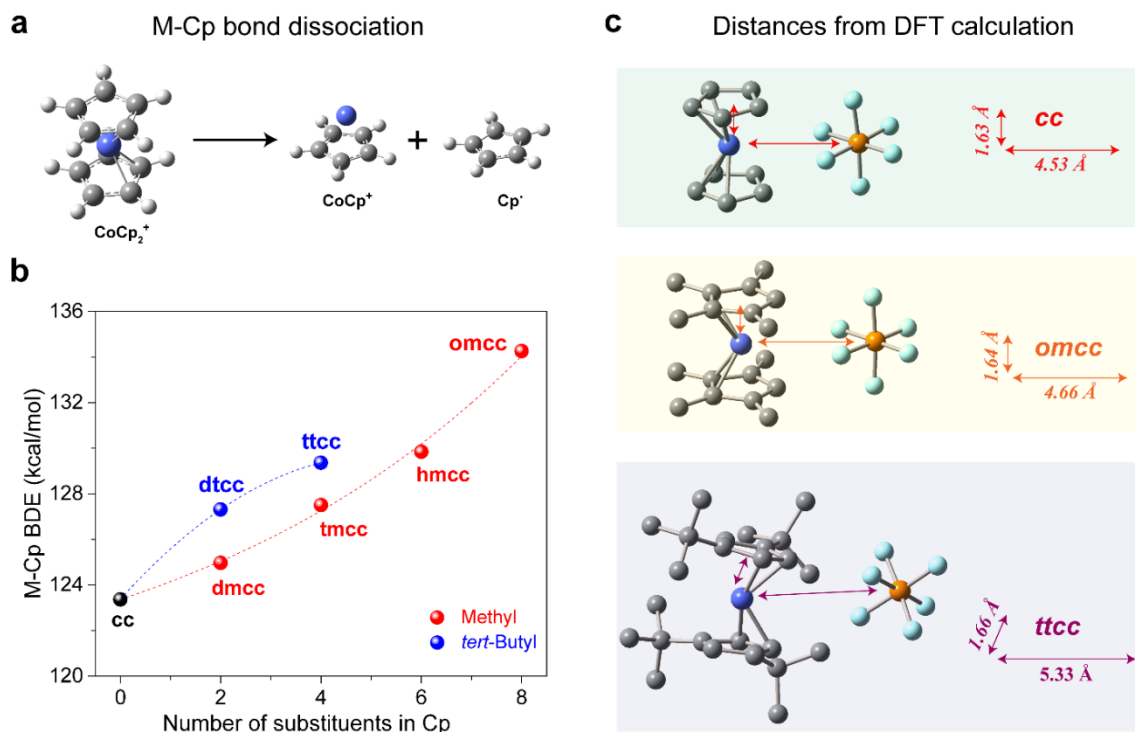 a
M-Cp bond dissociation
CoCp₂⁺
+
CoCp⁺
Cp·
b
M-Cp BDE (kcal/mol)
136
132
128
124
120
omcc
ttcc
dtcc
hmcc
tmcc
dmcc
cc
Methyl
tert-Butyl
0
2
4
6
8
Number of substituents in Cp
c
Distances from DFT calculation
1.63 Å
cc
4.53 Å
1.64 Å
omcc
4.66 Å
1.66 Å
ttcc
5.33 Å